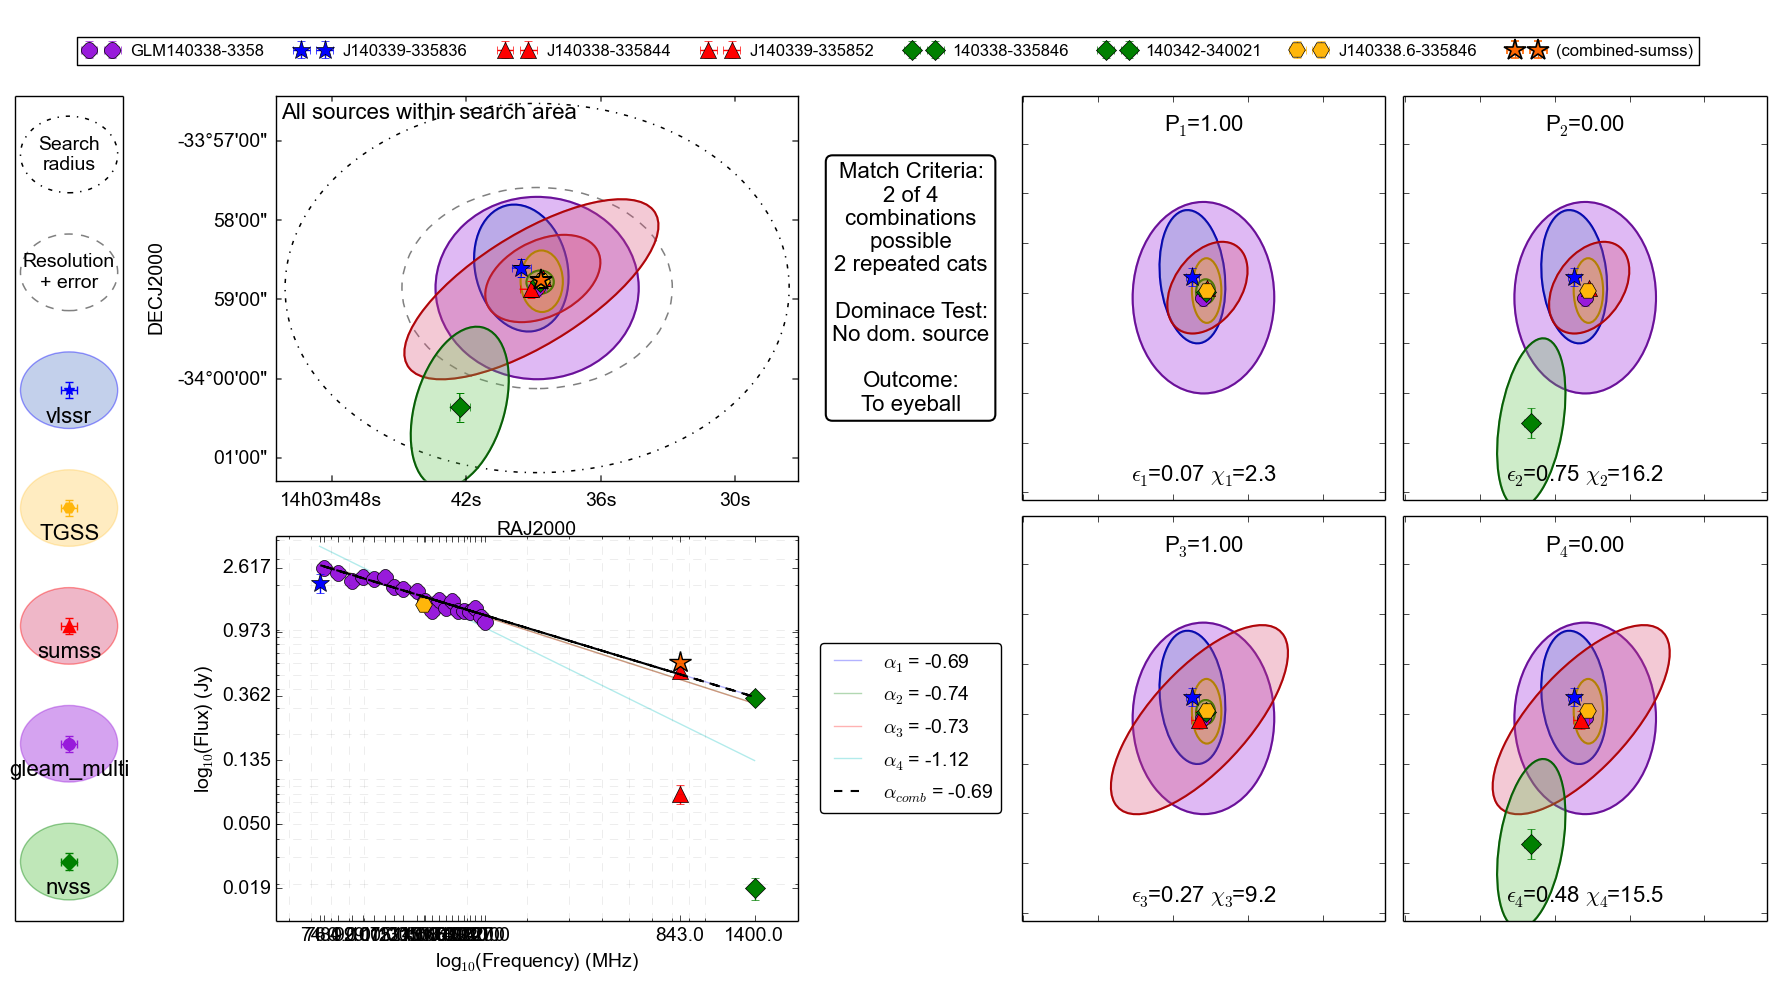 GLM140338-3358 J140339-335836 J140338-335844 J140339-335852 140338-335846 140342-340021 J140338.6-335846 (combined-sumss)
Search
radius
Resolution
+ error
vlssr
TGSS
sumss
gleam_multi
nvss
All sources within search area
DECJ2000
-33°57'00"
58'00"
59'00"
-34°00'00"
01'00"
14h03m48s 42s 36s 30s
RAJ2000
Match Criteria:
2 of 4
combinations
possible
2 repeated cats
Dominace Test:
No dom. source
Outcome:
To eyeball
log10(Flux) (Jy)
2.617
0.973
0.362
0.135
0.050
0.019
843.0 1400.0
log10(Frequency) (MHz)
α1 = -0.69
α2 = -0.74
α3 = -0.73
α4 = -1.12
αcomb = -0.69
P1=1.00
ϵ1=0.07 χ1=2.3
P2=0.00
ϵ2=0.75 χ2=16.2
P3=1.00
ϵ3=0.27 χ3=9.2
P4=0.00
ϵ4=0.48 χ4=15.5